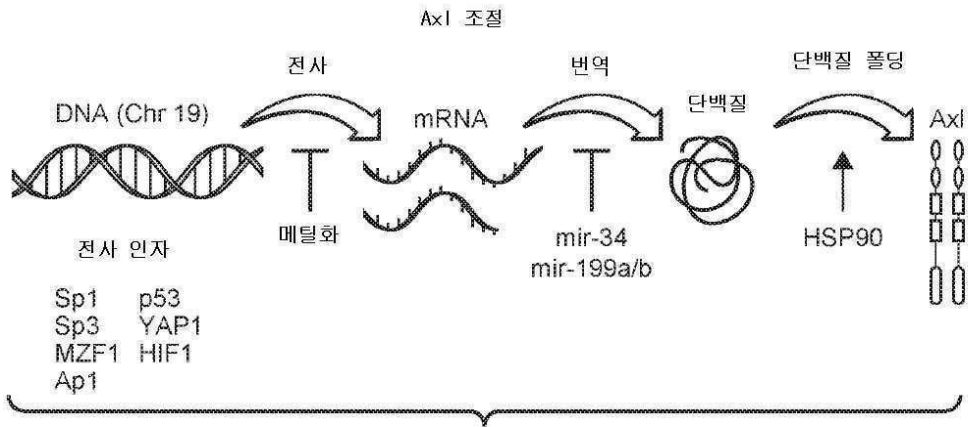 Axl 조절
전사
번역
단백질 폴딩
DNA (Chr 19)
mRNA
단백질
Axl
메틸화
mir-34
mir-199a/b
HSP90
전사 인자
Sp1 p53
Sp3 YAP1
MZF1 HIF1
Ap1